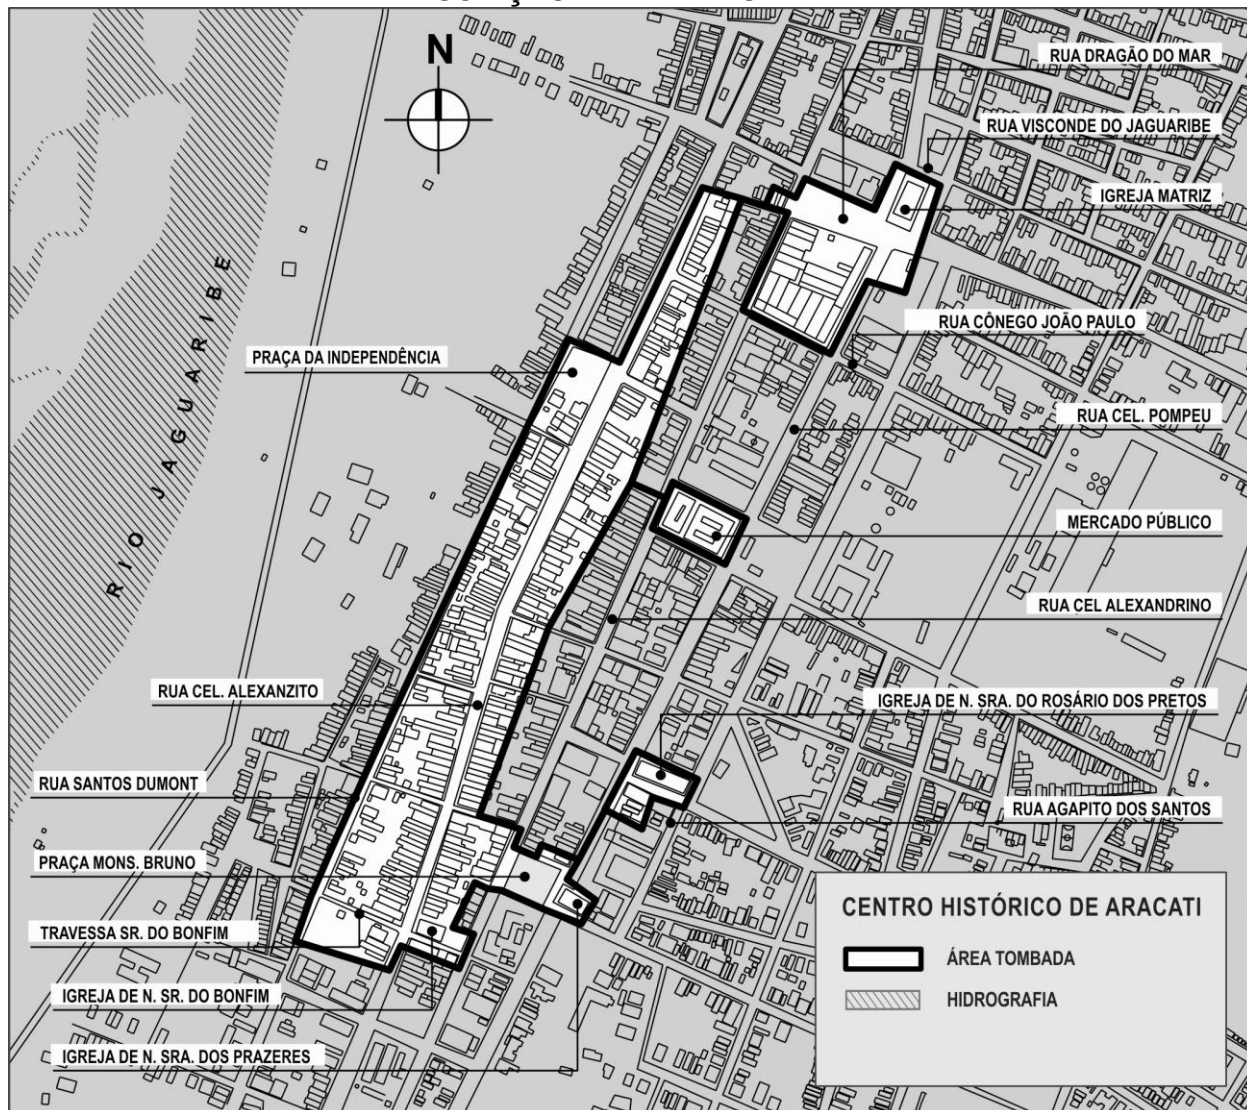 N
RUA DRAGÃO DO MAR
RUA VISCONDE DO JAGUARIBE
IGREJA MATRIZ
RUA CÔNEGO JOÃO PAULO
PRAÇA DA INDEPENDÊNCIA
RIO JAGUARIBE
RUA CEL. POMPEU
MERCADO PÚBLICO
RUA CEL ALEXANDRINO
RUA CEL. ALEXANZITO
IGREJA DE N. SRA. DO ROSÁRIO DOS PRETOS
RUA SANTOS DUMONT
RUA AGAPITO DOS SANTOS
PRAÇA MONS. BRUNO
TRAVESSA SR. DO BONFIM
IGREJA DE N. SR. DO BONFIM
IGREJA DE N. SRA. DOS PRAZERES
CENTRO HISTÓRICO DE ARACATI
ÁREA TOMBADA
HIDROGRAFIA